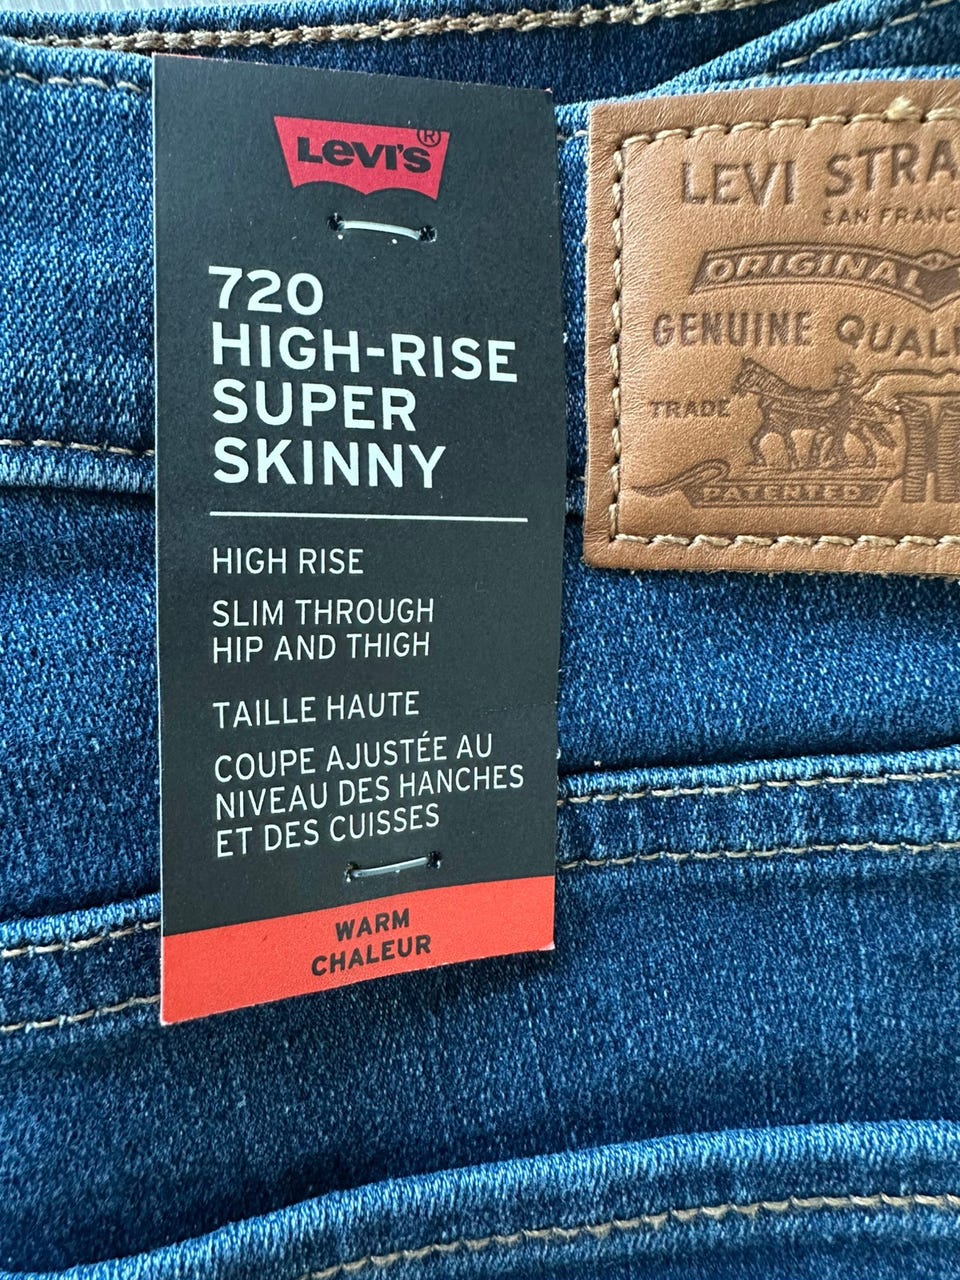 LEVI'S®
720
HIGH-RISE
SUPER
SKINNY
HIGH RISE
SLIM THROUGH
HIP AND THIGH
TAILLE HAUTE
COUPE AJUSTÉE AU
NIVEAU DES HANCHES
ET DES CUISSES
WARM
CHALEUR
LEVI STRA
SAN FRANC
ORIGINAL
GENUINE QUALI
TRADE
PATENTED